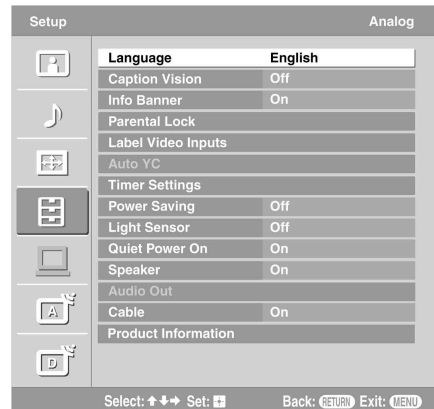 Setup Analog
Language English
Caption Vision Off
Info Banner On
Parental Lock
Label Video Inputs
Auto YC
Timer Settings
Power Saving Off
Light Sensor Off
Quiet Power On On
Speaker On
Audio Out
A Cable On
Product Information
D
Select: ↑↓→ Set: + Back: RETURN Exit: MENU